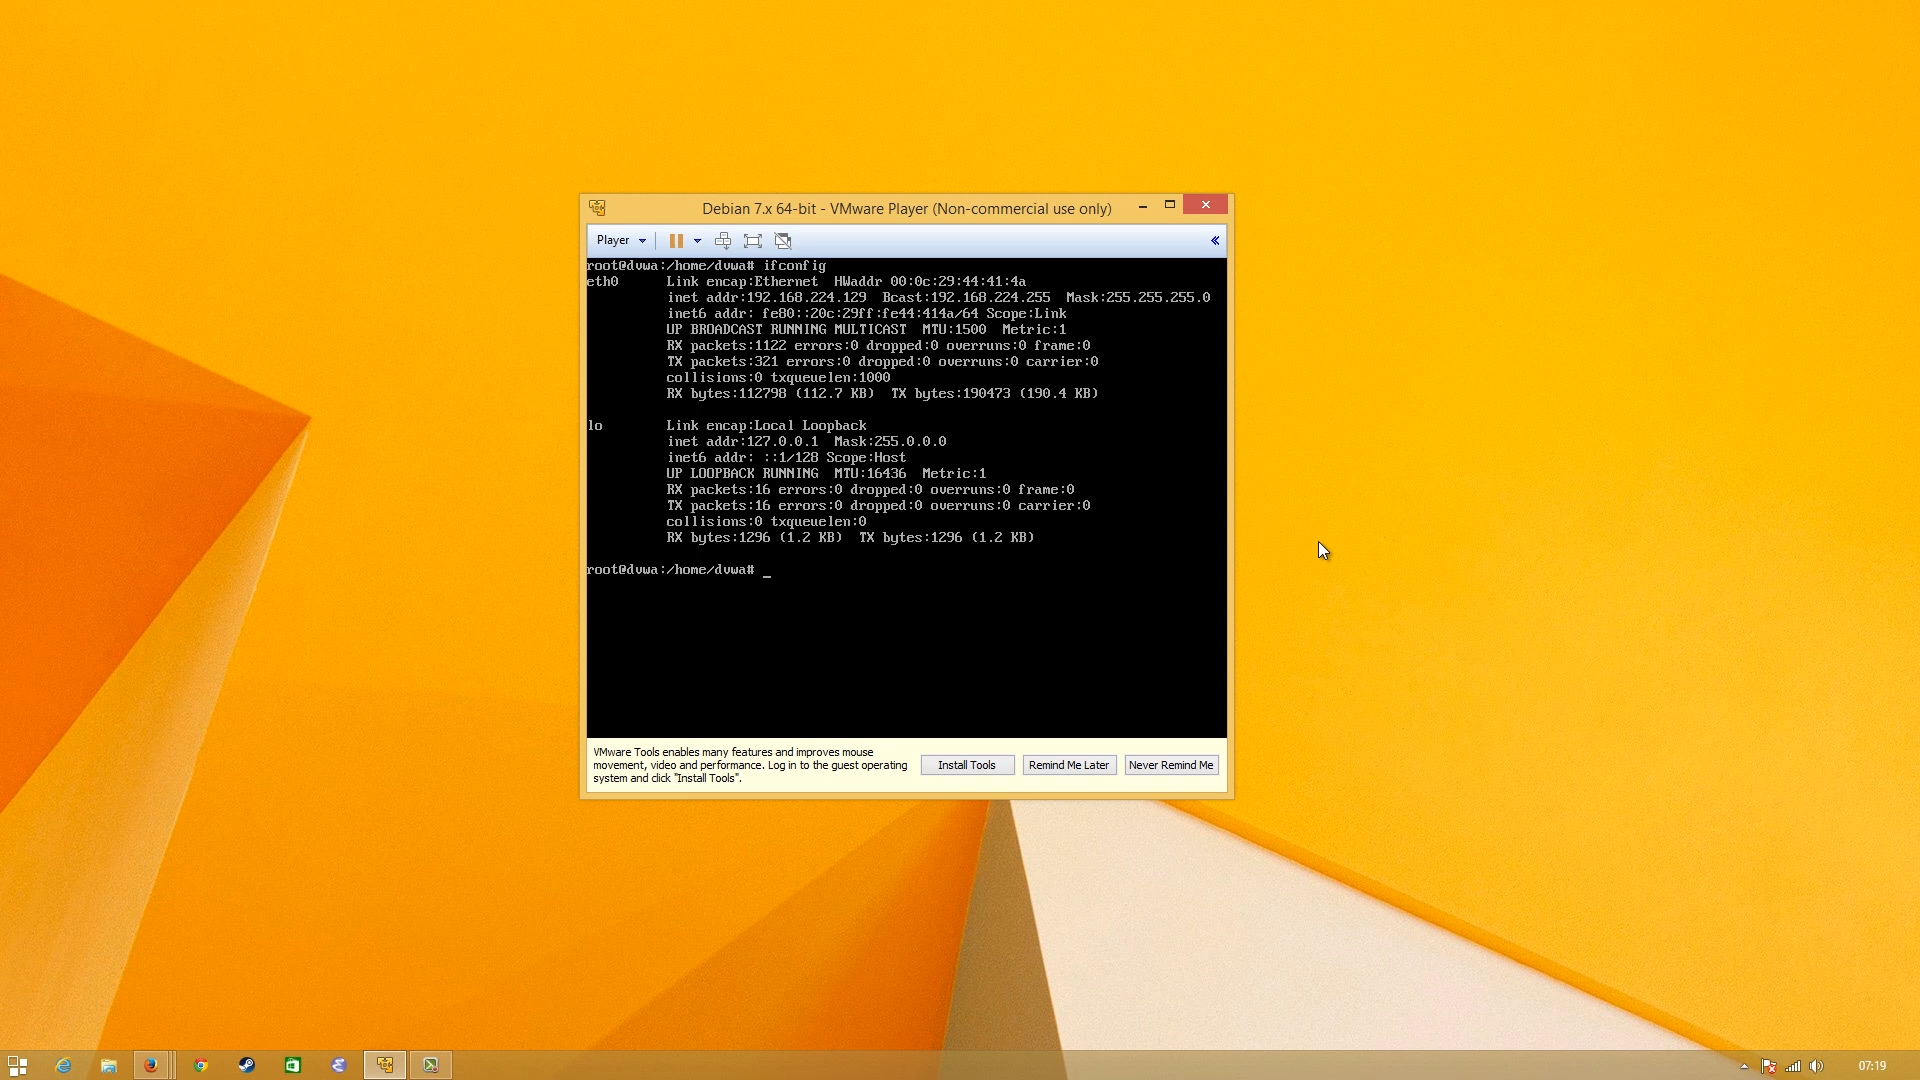 Debian 7.x 64-bit - VMware Player (Non-commercial use only)
Player
root@dvwa:/home/dvwa# ifconfig
eth0      Link encap:Ethernet  HWaddr 00:0c:29:44:41:4a
          inet addr:192.168.224.129  Bcast:192.168.224.255  Mask:255.255.255.0
          inet6 addr: fe80::20c:29ff:fe44:414a/64 Scope:Link
          UP BROADCAST RUNNING MULTICAST  MTU:1500  Metric:1
          RX packets:1122 errors:0 dropped:0 overruns:0 frame:0
          TX packets:321 errors:0 dropped:0 overruns:0 carrier:0
          collisions:0 txqueuelen:1000
          RX bytes:112798 (112.7 KB)  TX bytes:190473 (190.4 KB)
lo        Link encap:Local Loopback
          inet addr:127.0.0.1  Mask:255.0.0.0
          inet6 addr: ::1/128 Scope:Host
          UP LOOPBACK RUNNING  MTU:16436  Metric:1
          RX packets:16 errors:0 dropped:0 overruns:0 frame:0
          TX packets:16 errors:0 dropped:0 overruns:0 carrier:0
          collisions:0 txqueuelen:0
          RX bytes:1296 (1.2 KB)  TX bytes:1296 (1.2 KB)
root@dvwa:/home/dvwa# _
VMware Tools enables many features and improves mouse
movement, video and performance. Log in to the guest operating
system and click "Install Tools".
Install Tools
Remind Me Later
Never Remind Me
07:19